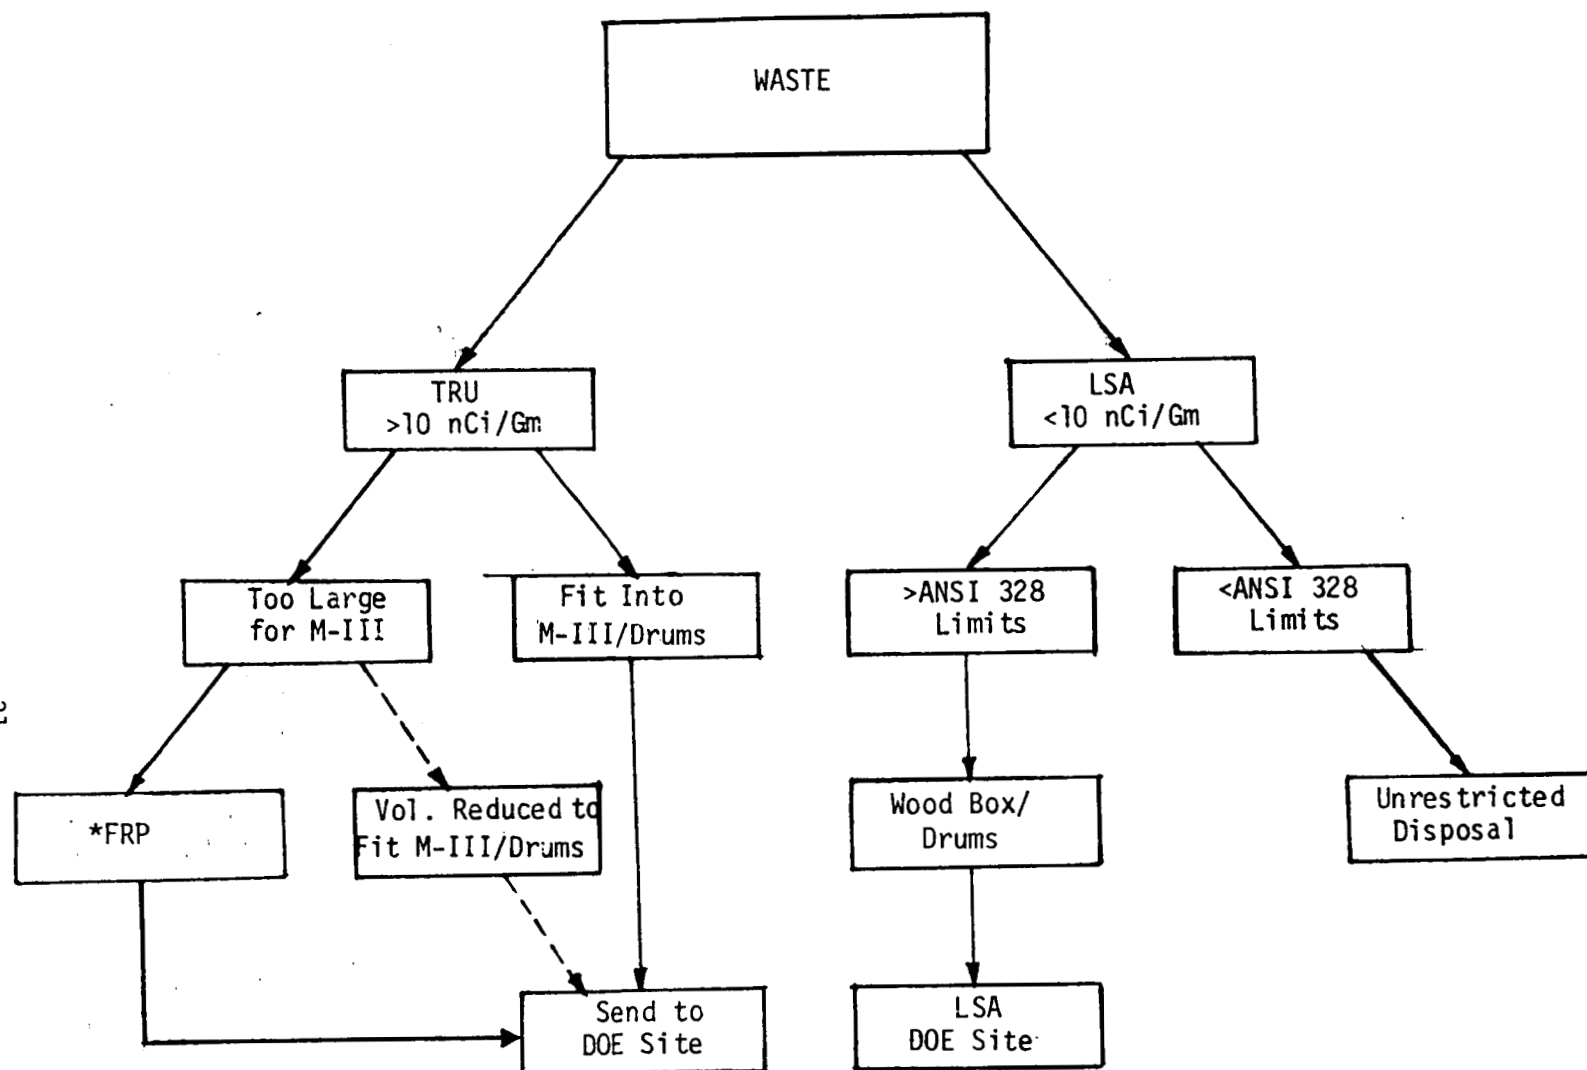 WASTE
TRU
>10 nCi/Gm
LSA
<10 nCi/Gm
Too Large
for M-III
Fit Into
M-III/Drums
>ANSI 328
Limits
<ANSI 328
Limits
*FRP
Vol. Reduced to
Fit M-III/Drums
Wood Box/
Drums
Unrestricted
Disposal
Send to
DOE Site
LSA
DOE Site